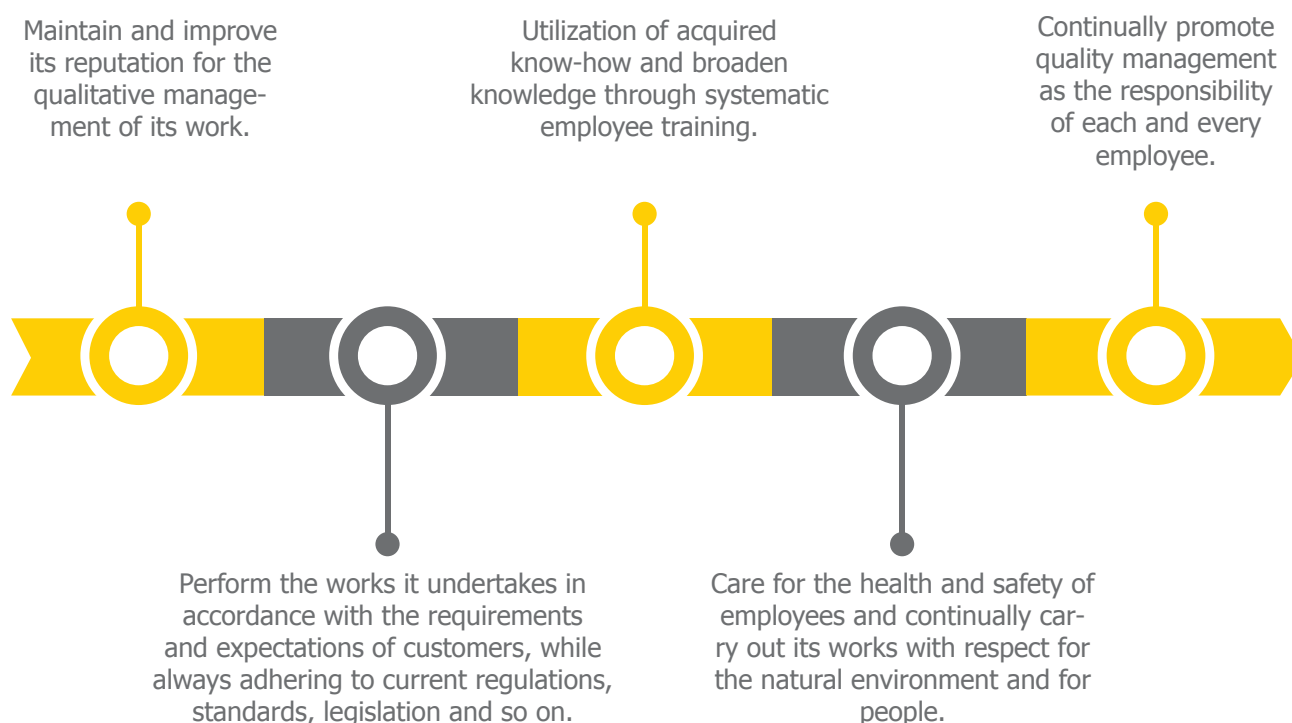 Maintain and improve
its reputation for the
qualitative manage-
ment of its work.
Utilization of acquired
know-how and broaden
knowledge through systematic
employee training.
Continually promote
quality management
as the responsibility
of each and every
employee.
Perform the works it undertakes in
accordance with the requirements
and expectations of customers, while
always adhering to current regulations,
standards, legislation and so on.
Care for the health and safety of
employees and continually car-
ry out its works with respect for
the natural environment and for
people.